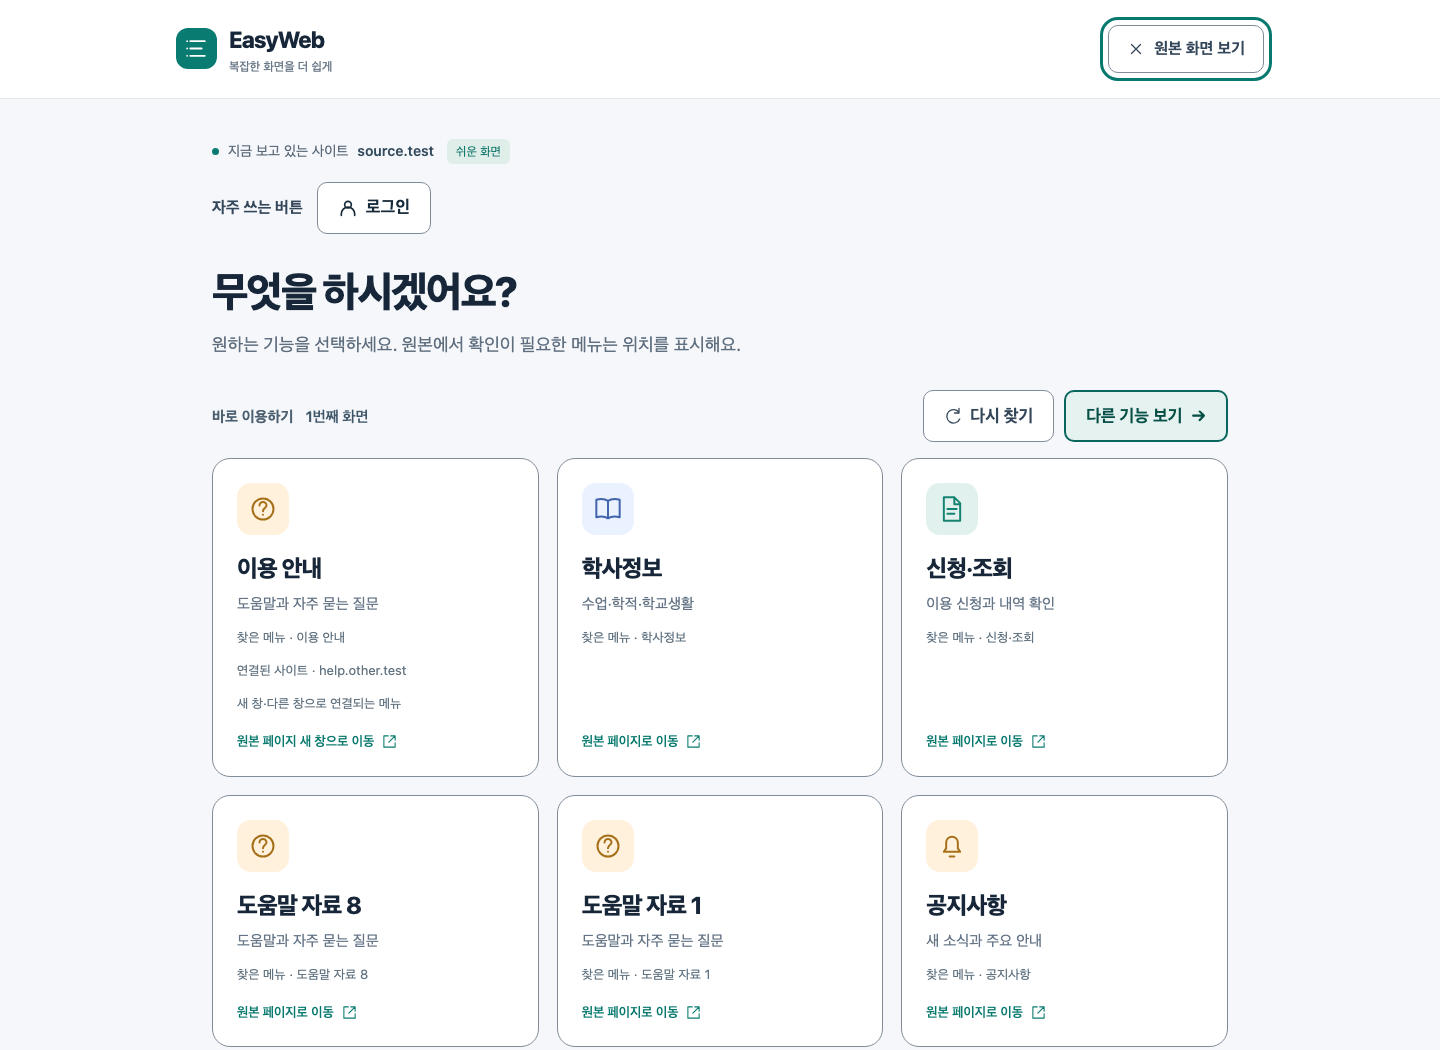 EasyWeb
복잡한 화면을 더 쉽게
원본 화면 보기
지금 보고 있는 사이트 source.test 쉬운 화면
자주 쓰는 버튼 로그인
무엇을 하시겠어요?
원하는 기능을 선택하세요. 원본에서 확인이 필요한 메뉴는 위치를 표시해요.
바로 이용하기 1번째 화면
다시 찾기
다른 기능 보기
이용 안내
도움말과 자주 묻는 질문
찾은 메뉴 · 이용 안내
연결된 사이트 · help.other.test
새 창·다른 창으로 연결되는 메뉴
원본 페이지 새 창으로 이동
학사정보
수업·학적·학교생활
찾은 메뉴 · 학사정보
원본 페이지로 이동
신청·조회
이용 신청과 내역 확인
찾은 메뉴 · 신청·조회
원본 페이지로 이동
도움말 자료 8
도움말과 자주 묻는 질문
찾은 메뉴 · 도움말 자료 8
원본 페이지로 이동
도움말 자료 1
도움말과 자주 묻는 질문
찾은 메뉴 · 도움말 자료 1
원본 페이지로 이동
공지사항
새 소식과 주요 안내
찾은 메뉴 · 공지사항
원본 페이지로 이동